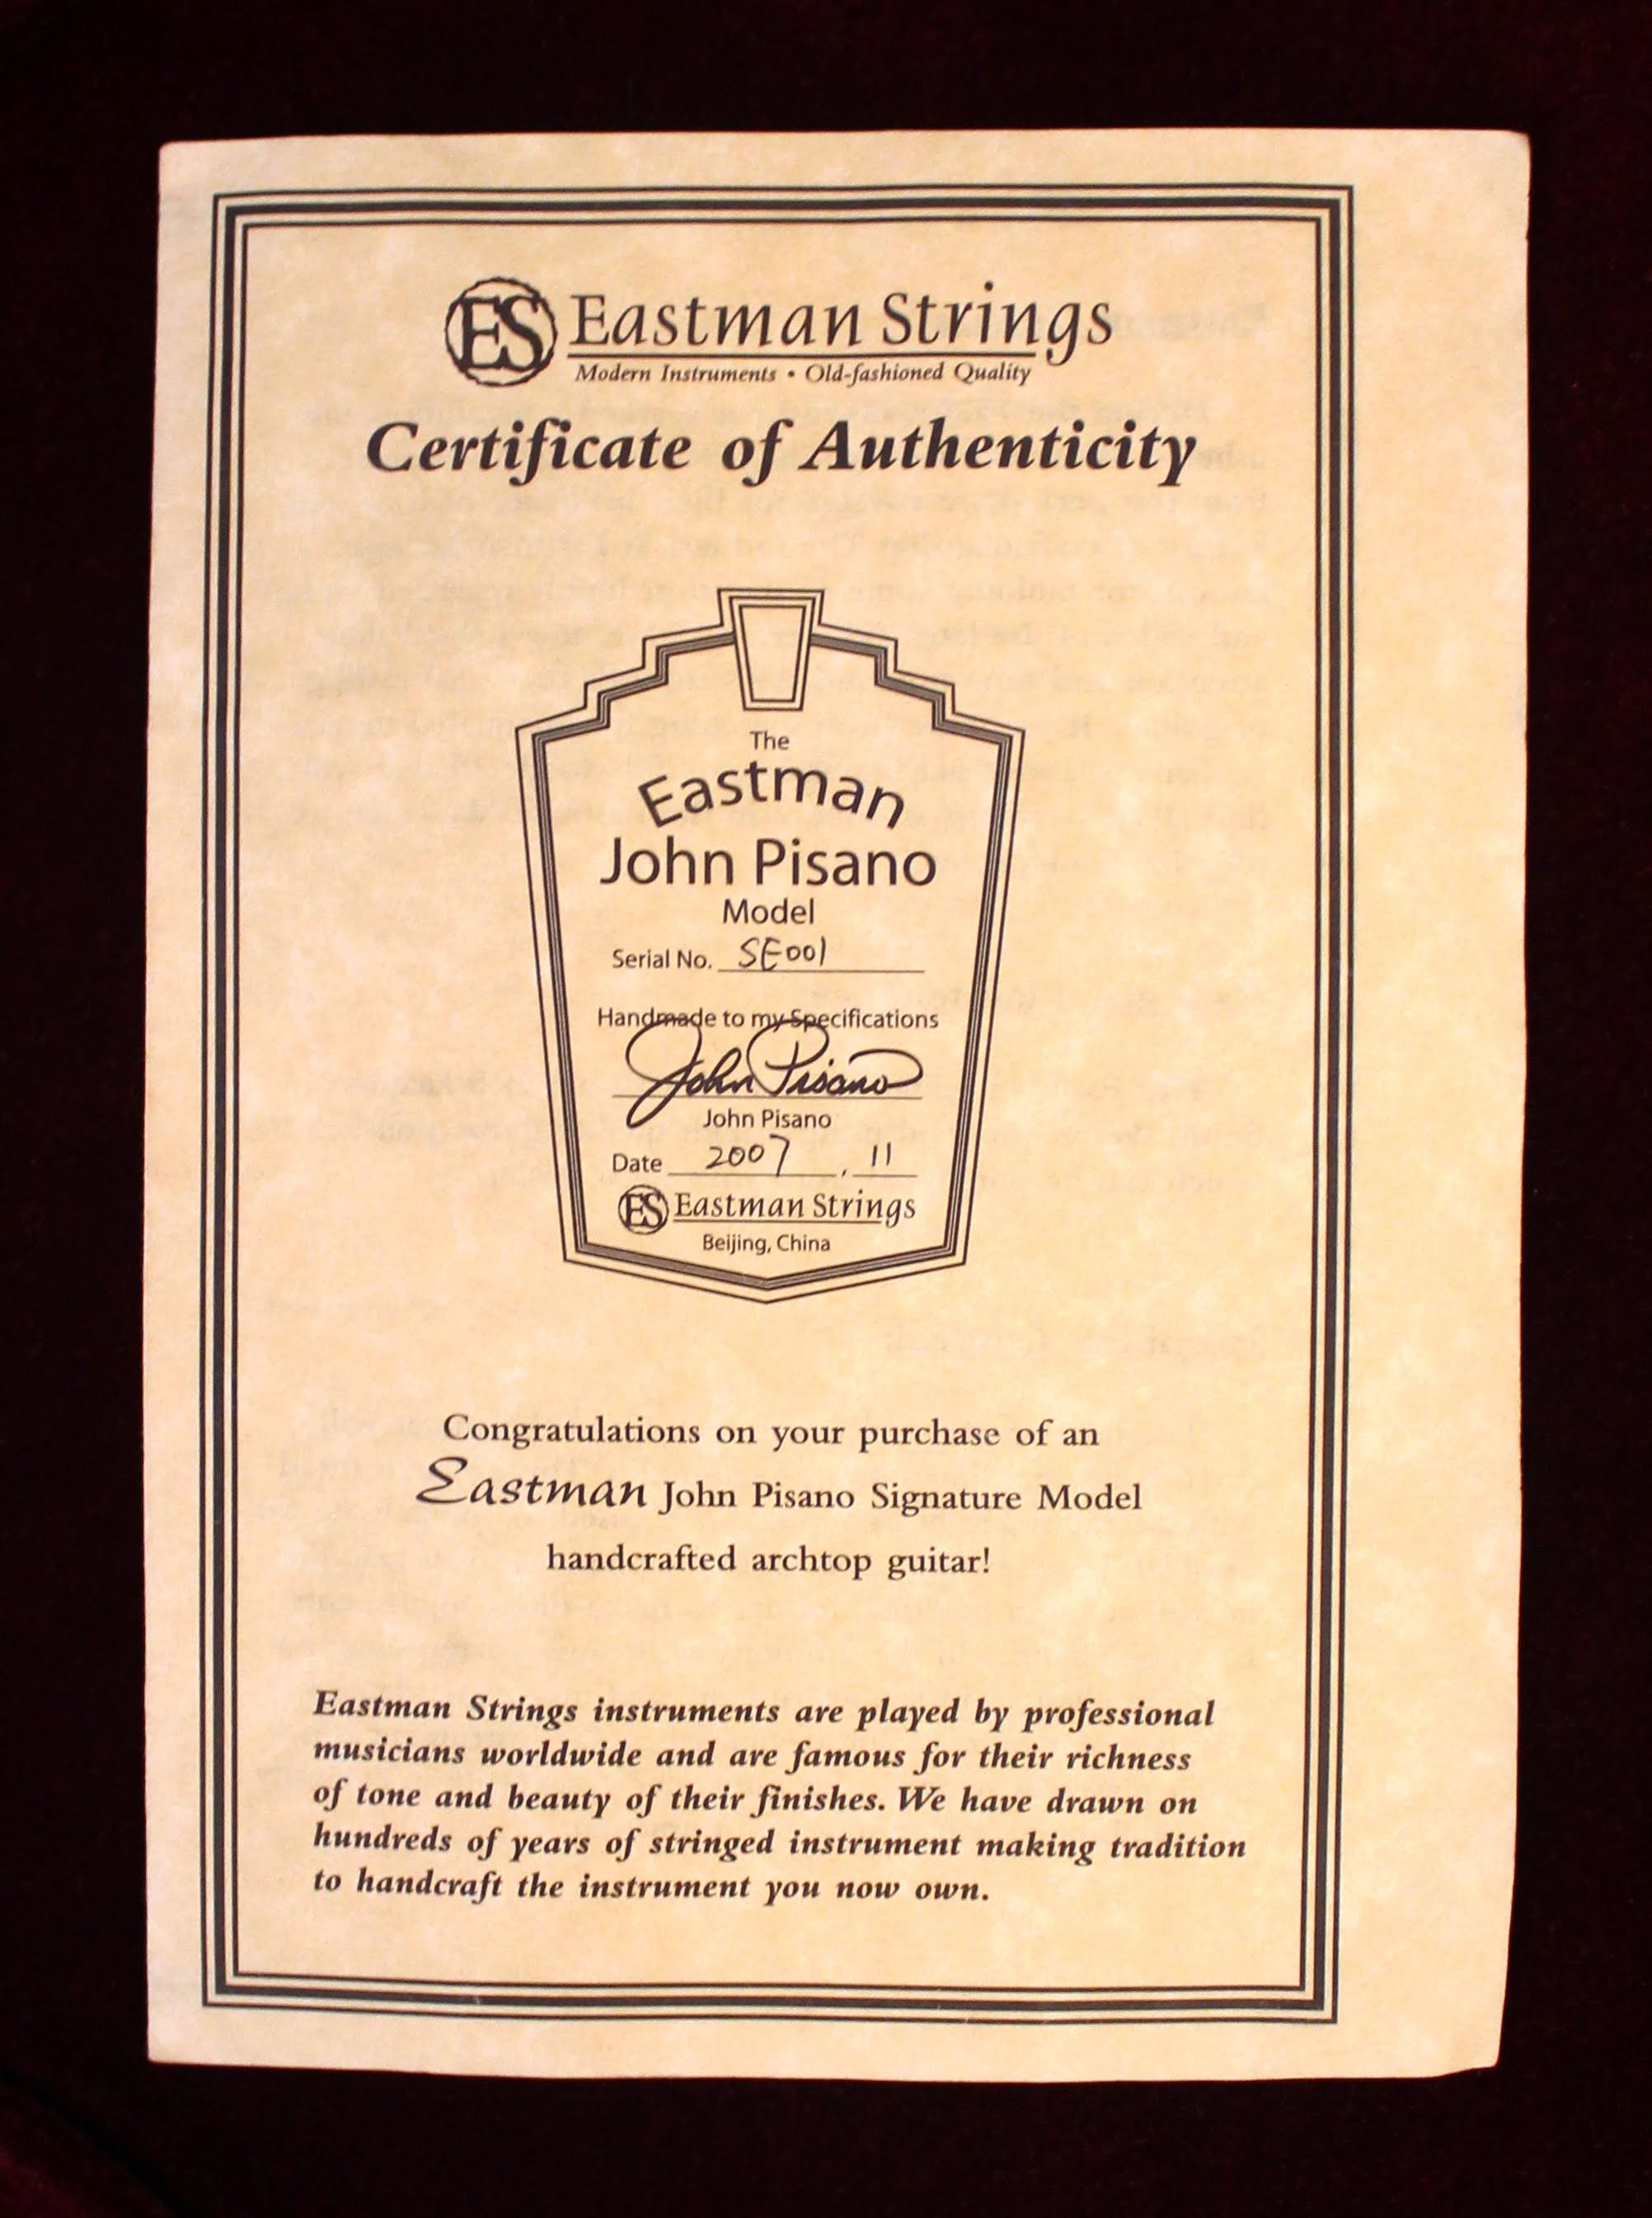 ES Eastman Strings
Modern Instruments • Old-fashioned Quality
Certificate of Authenticity
The
Eastman
John Pisano
Model
Serial No. SE001
Handmade to my Specifications
John Pisano
John Pisano
Date 2007, 11
ES Eastman Strings
Beijing, China
Congratulations on your purchase of an
Eastman John Pisano Signature Model
handcrafted archtop guitar!
Eastman Strings instruments are played by professional
musicians worldwide and are famous for their richness
of tone and beauty of their finishes. We have drawn on
hundreds of years of stringed instrument making tradition
to handcraft the instrument you now own.